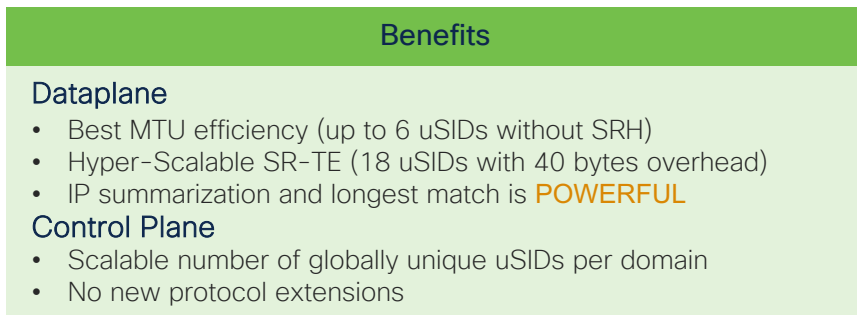 Benefits
Dataplane
• Best MTU efficiency (up to 6 uSIDs without SRH)
• Hyper-Scalable SR-TE (18 uSIDs with 40 bytes overhead)
• IP summarization and longest match is POWERFUL
Control Plane
• Scalable number of globally unique uSIDs per domain
• No new protocol extensions